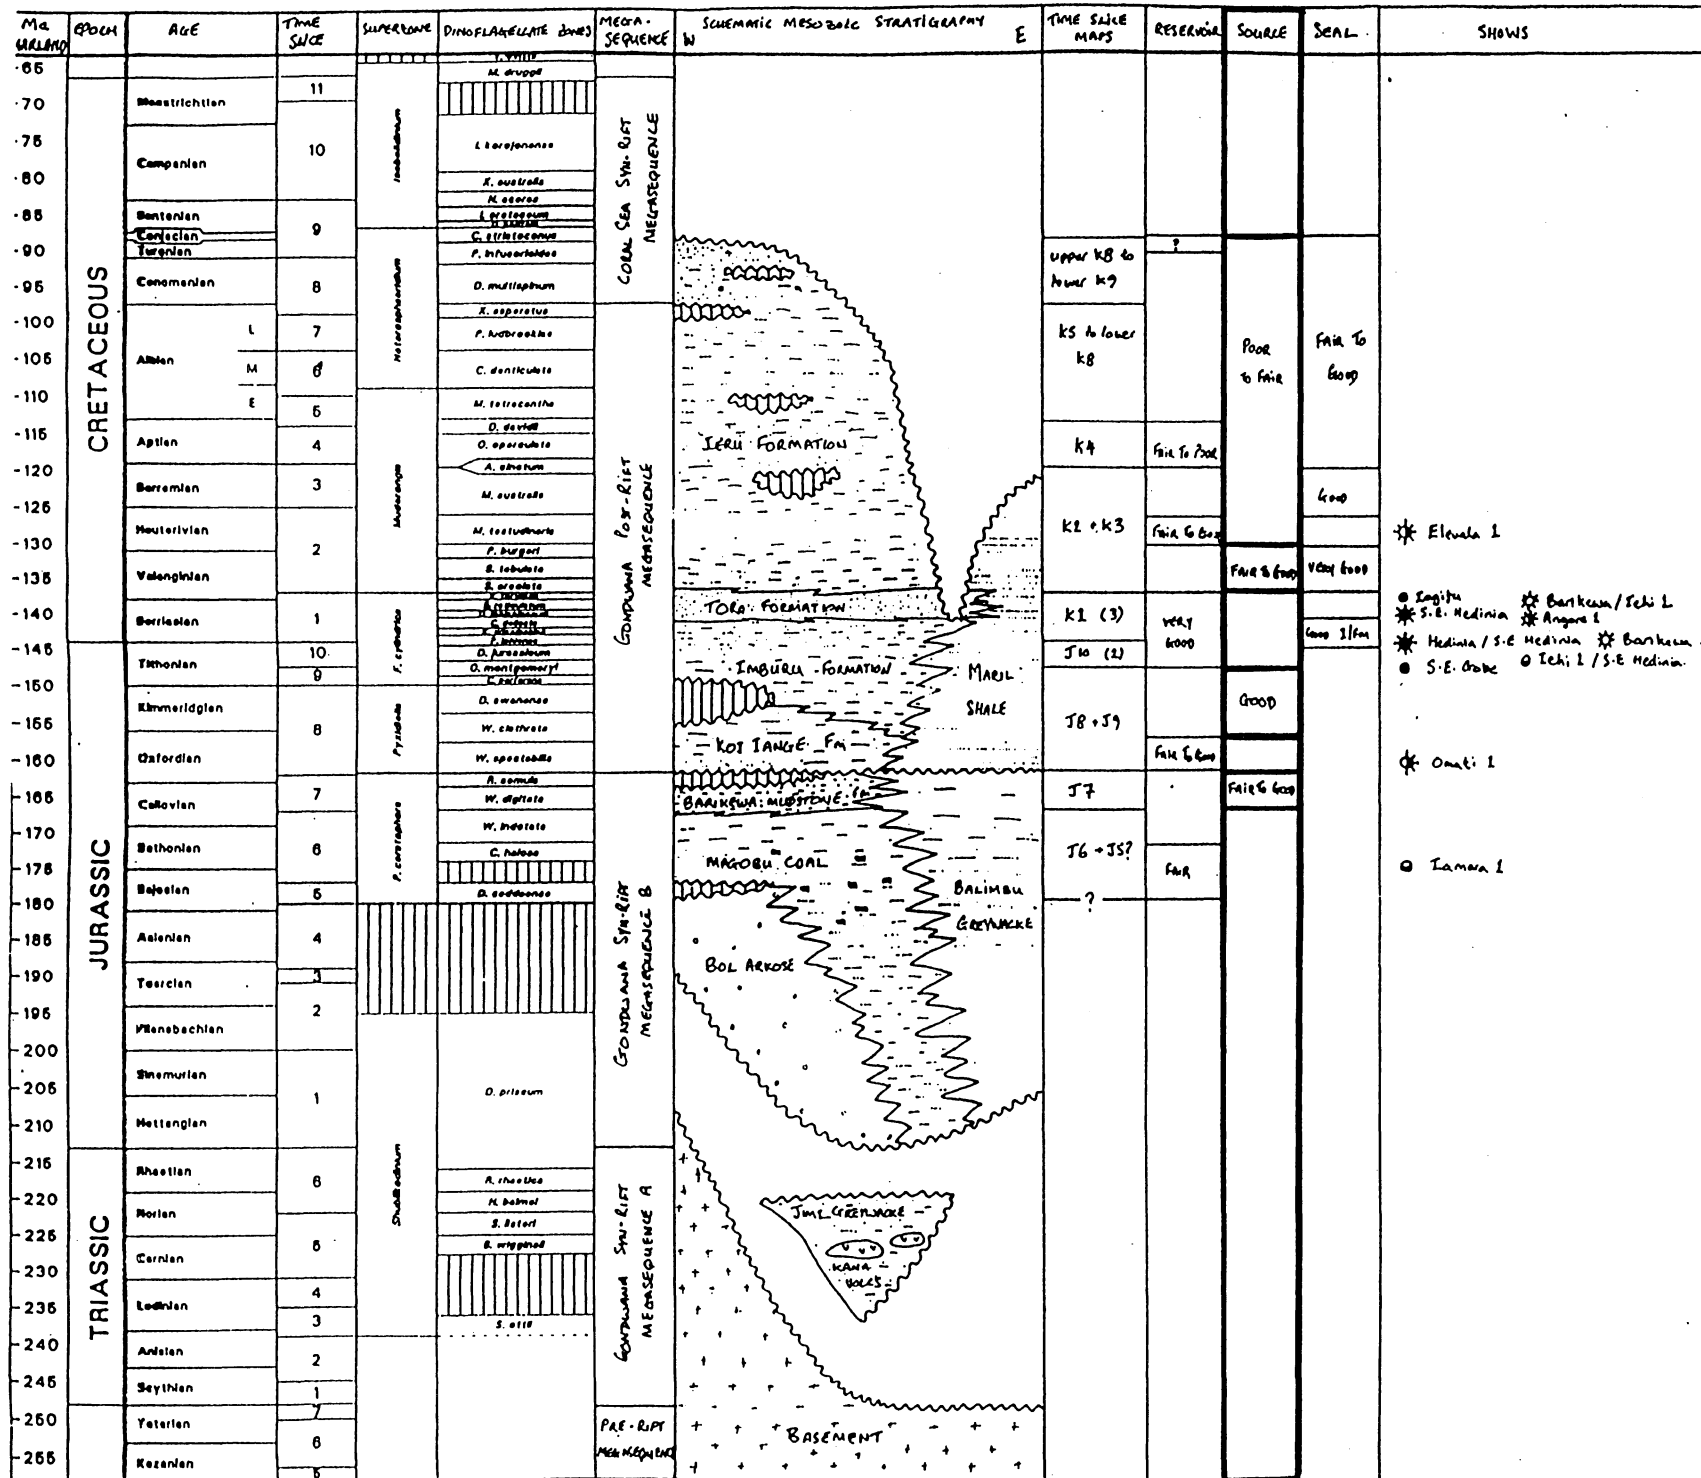 Ma
EPOCH
AGE
TIME SLICE
SUPERZONE
DINOFLAGELLATE ZONES
MEGA-SEQUENCE
SCHEMATIC MESOZOIC STRATIGRAPHY
W
E
TIME SLICE MAPS
RESERVOIR
SOURCE
SEAL
SHOWS
65
70
75
80
85
90
95
100
105
110
115
120
125
130
135
140
145
150
155
160
165
170
175
180
185
190
195
200
205
210
215
220
225
230
235
240
245
250
255
CRETACEOUS
JURASSIC
TRIASSIC
Maastrichtian
Campanian
Santonian
Coniacian
Turonian
Cenomanian
Albian
L
M
E
Aptian
Barremian
Hauterivian
Valanginian
Berriasian
Tithonian
Kimmeridgian
Oxfordian
Callovian
Bathonian
Bajocian
Aalenian
Toarcian
Pliensbachian
Sinemurian
Hettangian
Rhaetian
Norian
Carnian
Ladinian
Anisian
Scythian
Kazanian
11
10
9
8
7
6
5
4
3
2
1
10
9
8
7
6
5
4
3
2
1
6
5
4
3
2
1
7
6
5
M. druggii
X. australis
C. striatoconus
P. infusorioides
D. multispinum
X. asperatus
P. ludbrookiae
C. denticulata
M. tetracantha
D. davidii
O. operculata
A. cinctum
M. australis
M. testudinaria
P. burgeri
S. tabulata
S. areolata
D. jurassicum
O. montgomeryi
D. swanense
W. clathrata
W. spectabilis
R. aemula
W. digitata
W. indotata
C. halosa
D. priscum
R. rhaetica
H. balmei
S. listeri
S. wigginsii
CORAL SEA SYN-RIFT MEGASEQUENCE
GONDWANA POST-RIFT MEGASEQUENCE
GONDWANA SYN-RIFT MEGASEQUENCE B
GONDWANA SYN-RIFT MEGASEQUENCE A
PRE-RIFT
IERU FORMATION
TORO FORMATION
IMBURU FORMATION
MARIL SHALE
KOI IANGE Fm
BARIKEWA MUDSTONE Fm
MAGOBU COAL
BALIMBU GREYWACKE
BOL ARKOSE
JIMI GREYWACKE
KANA VOLCS
BASEMENT
upper K8 to lower K9
K5 to lower K8
K4
K2 + K3
K1 (3)
J10 (2)
J8 + J9
J7
J6 + J5?
?
?
FAIR TO POOR
FAIR TO GOOD
VERY GOOD
FAIR TO GOOD
FAIR
POOR TO FAIR
FAIR TO GOOD
GOOD
FAIR TO GOOD
FAIR TO GOOD
GOOD
VERY GOOD
Elevala 1
Iagifu
Barikewa / Iehi 1
S.E. Hedinia
Angore 1
Hedinia / S.E Hedinia
Barikewa
S.E. Gobe
Iehi 1 / S.E Hedinia
Omati 1
Iamara 1